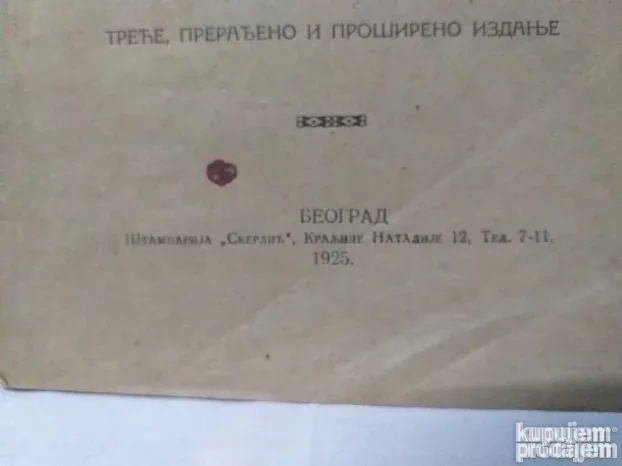 ТРЕЋЕ, ПРЕРАЂЕНО И ПРОШИРЕНО ИЗДАЊЕ
БЕОГРАД
Штампарија „Скерлић“, Краљице Наталије 12, Тел. 7-11.
1925.
kupujem
prodajem